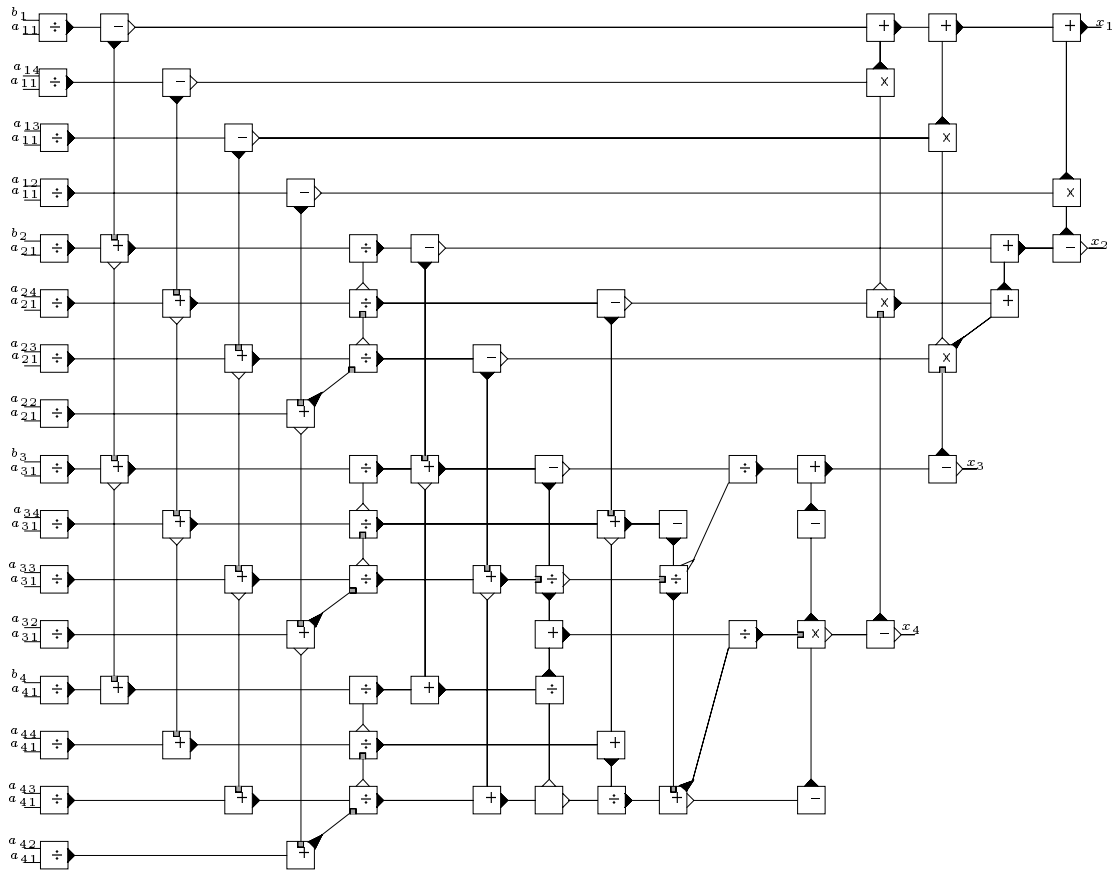 b1 ÷ − + + + x1
a11
a14 ÷ − x
a11
a13 ÷ − x
a11
a12 ÷ − x
a11
b2 ÷ + ÷ − + − x2
a21
a24 ÷ + ÷ − x +
a21
a23 ÷ + ÷ − x
a21
a22 ÷ +
a21
b3 ÷ + ÷ + − ÷ + − x3
a31
a34 ÷ + ÷ + − −
a31
a33 ÷ + ÷ + ÷ ÷
a31
a32 ÷ + + ÷ x − x4
a31
b4 ÷ + ÷ + ÷
a41
a44 ÷ + ÷ +
a41
a43 ÷ + ÷ + ÷ + −
a41
a42 ÷ +
a41